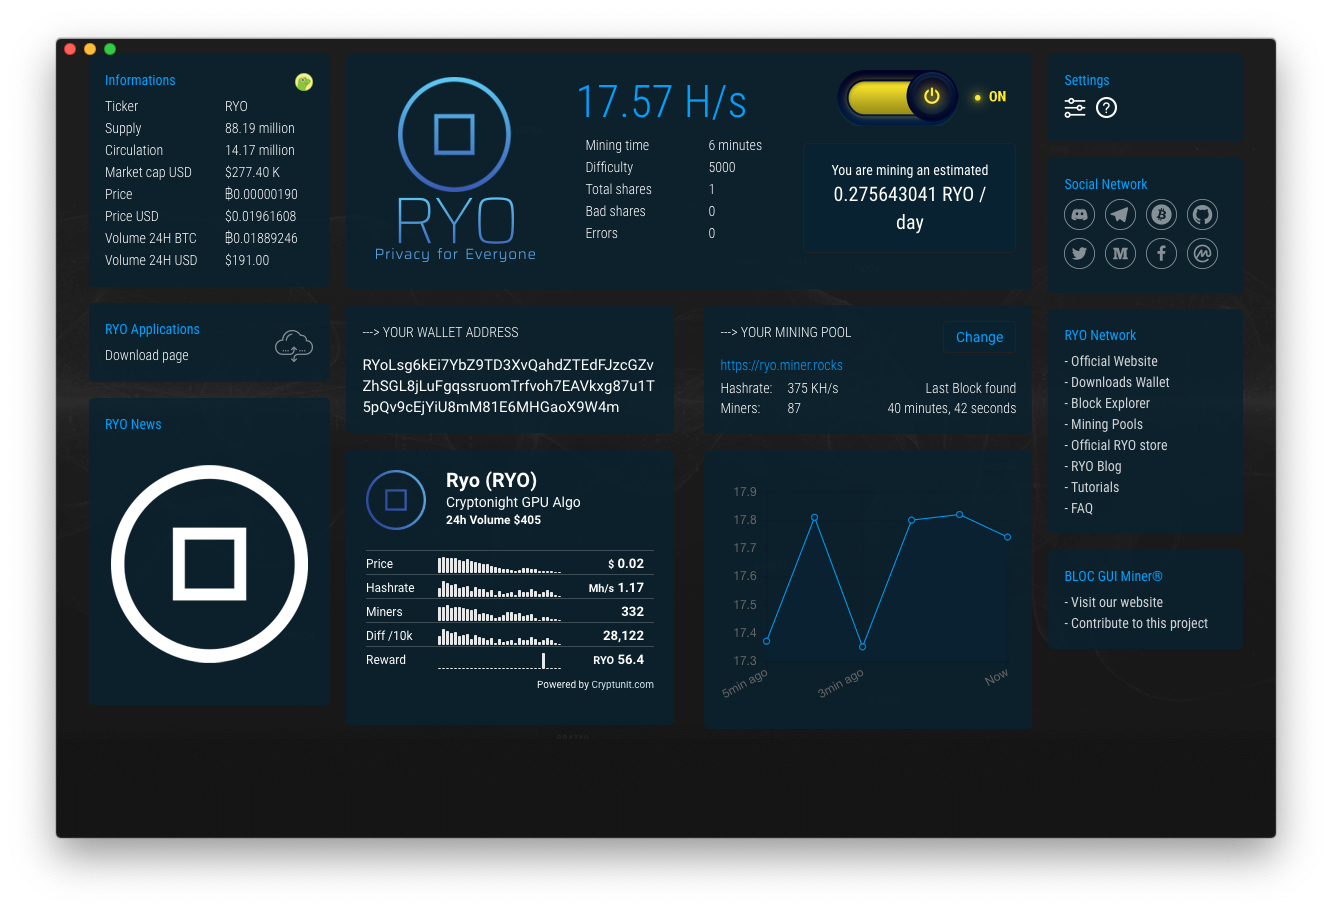 Informations
Ticker RYO
Supply 88.19 million
Circulation 14.17 million
Market cap USD $277.40 K
Price ₿0.00000190
Price USD $0.01961608
Volume 24H BTC ₿0.01889246
Volume 24H USD $191.00
RYO Applications
Download page
RYO News
RYO
Privacy for Everyone
17.57 H/s
Mining time 6 minutes
Difficulty 5000
Total shares 1
Bad shares 0
Errors 0
ON
You are mining an estimated
0.275643041 RYO /
day
---> YOUR WALLET ADDRESS
RYoLsg6kEi7YbZ9TD3XvQahdZTEdFJzcGZv
ZhSGL8jLuFgqssruomTrfvoh7EAVkxg87u1T
5pQv9cEjYiU8mM81E6MHGaoX9W4m
---> YOUR MINING POOL
Change
https://ryo.miner.rocks
Hashrate: 375 KH/s Last Block found
Miners: 87 40 minutes, 42 seconds
Ryo (RYO)
Cryptonight GPU Algo
24h Volume $405
Price $ 0.02
Hashrate Mh/s 1.17
Miners 332
Diff /10k 28,122
Reward RYO 56.4
Powered by Cryptunit.com
17.9
17.8
17.7
17.6
17.5
17.4
17.3
5min ago 3min ago Now
Settings
Social Network
RYO Network
- Official Website
- Downloads Wallet
- Block Explorer
- Mining Pools
- Official RYO store
- RYO Blog
- Tutorials
- FAQ
BLOC GUI Miner®
- Visit our website
- Contribute to this project